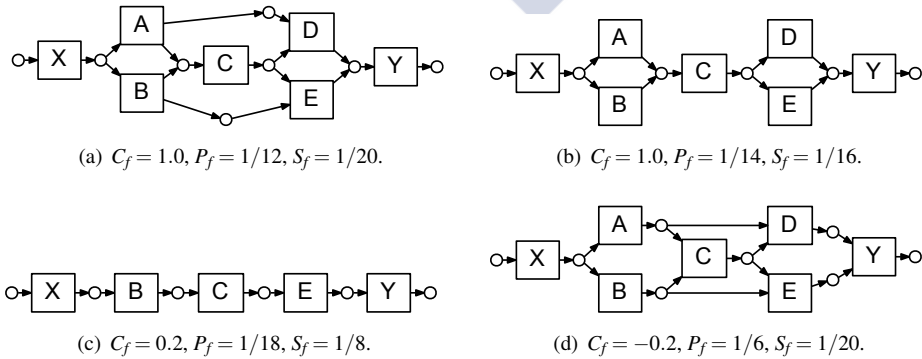 A
D
X
C
Y
B
E
A
D
X
C
Y
B
E
(a) C_f = 1.0, P_f = 1/12, S_f = 1/20.
(b) C_f = 1.0, P_f = 1/14, S_f = 1/16.
X B C E Y
A
D
X
C
Y
B
E
(c) C_f = 0.2, P_f = 1/18, S_f = 1/8.
(d) C_f = −0.2, P_f = 1/6, S_f = 1/20.